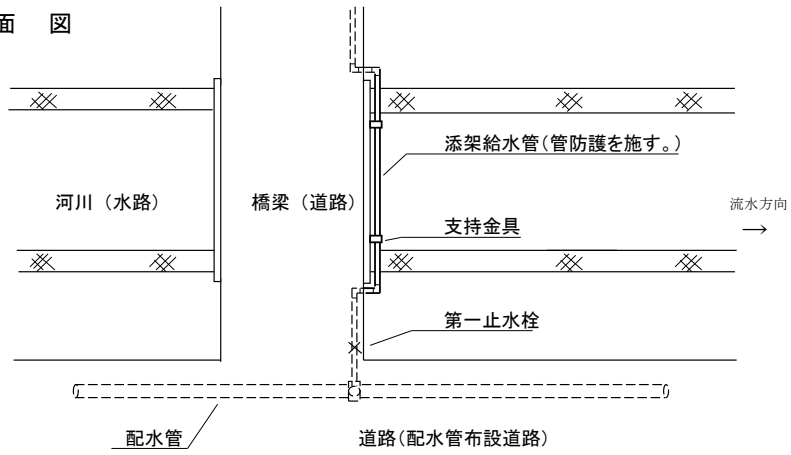 面 図
添架給水管(管防護を施す。)
河川（水路）
橋梁（道路）
流水方向
→
支持金具
第一止水栓
配水管
道路(配水管布設道路)